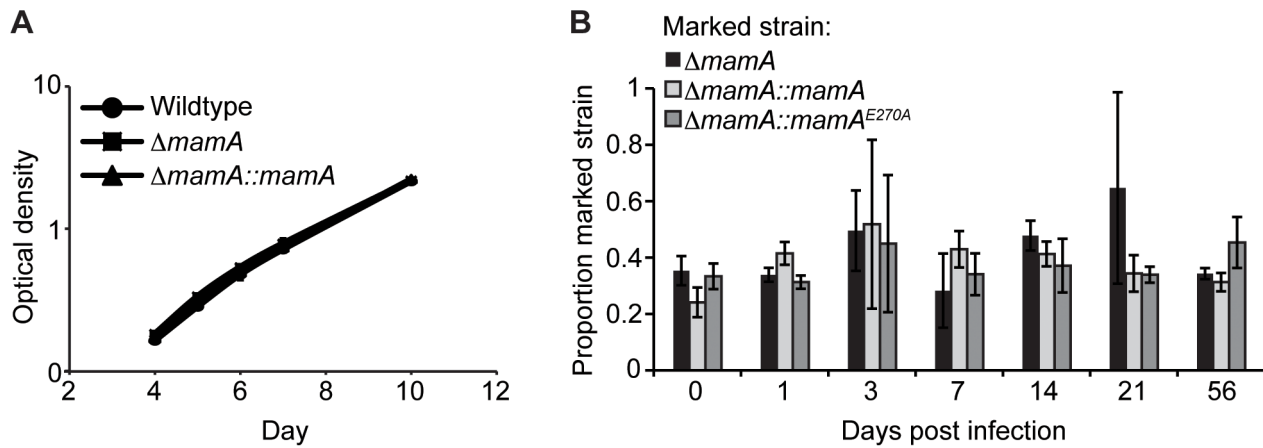 A
10
1
0
Optical density
Wildtype
ΔmamA
ΔmamA::mamA
2 4 6 8 10 12
Day
B
Marked strain:
ΔmamA
ΔmamA::mamA
ΔmamA::mamA^E270A
Proportion marked strain
1
0.8
0.6
0.4
0.2
0
0 1 3 7 14 21 56
Days post infection